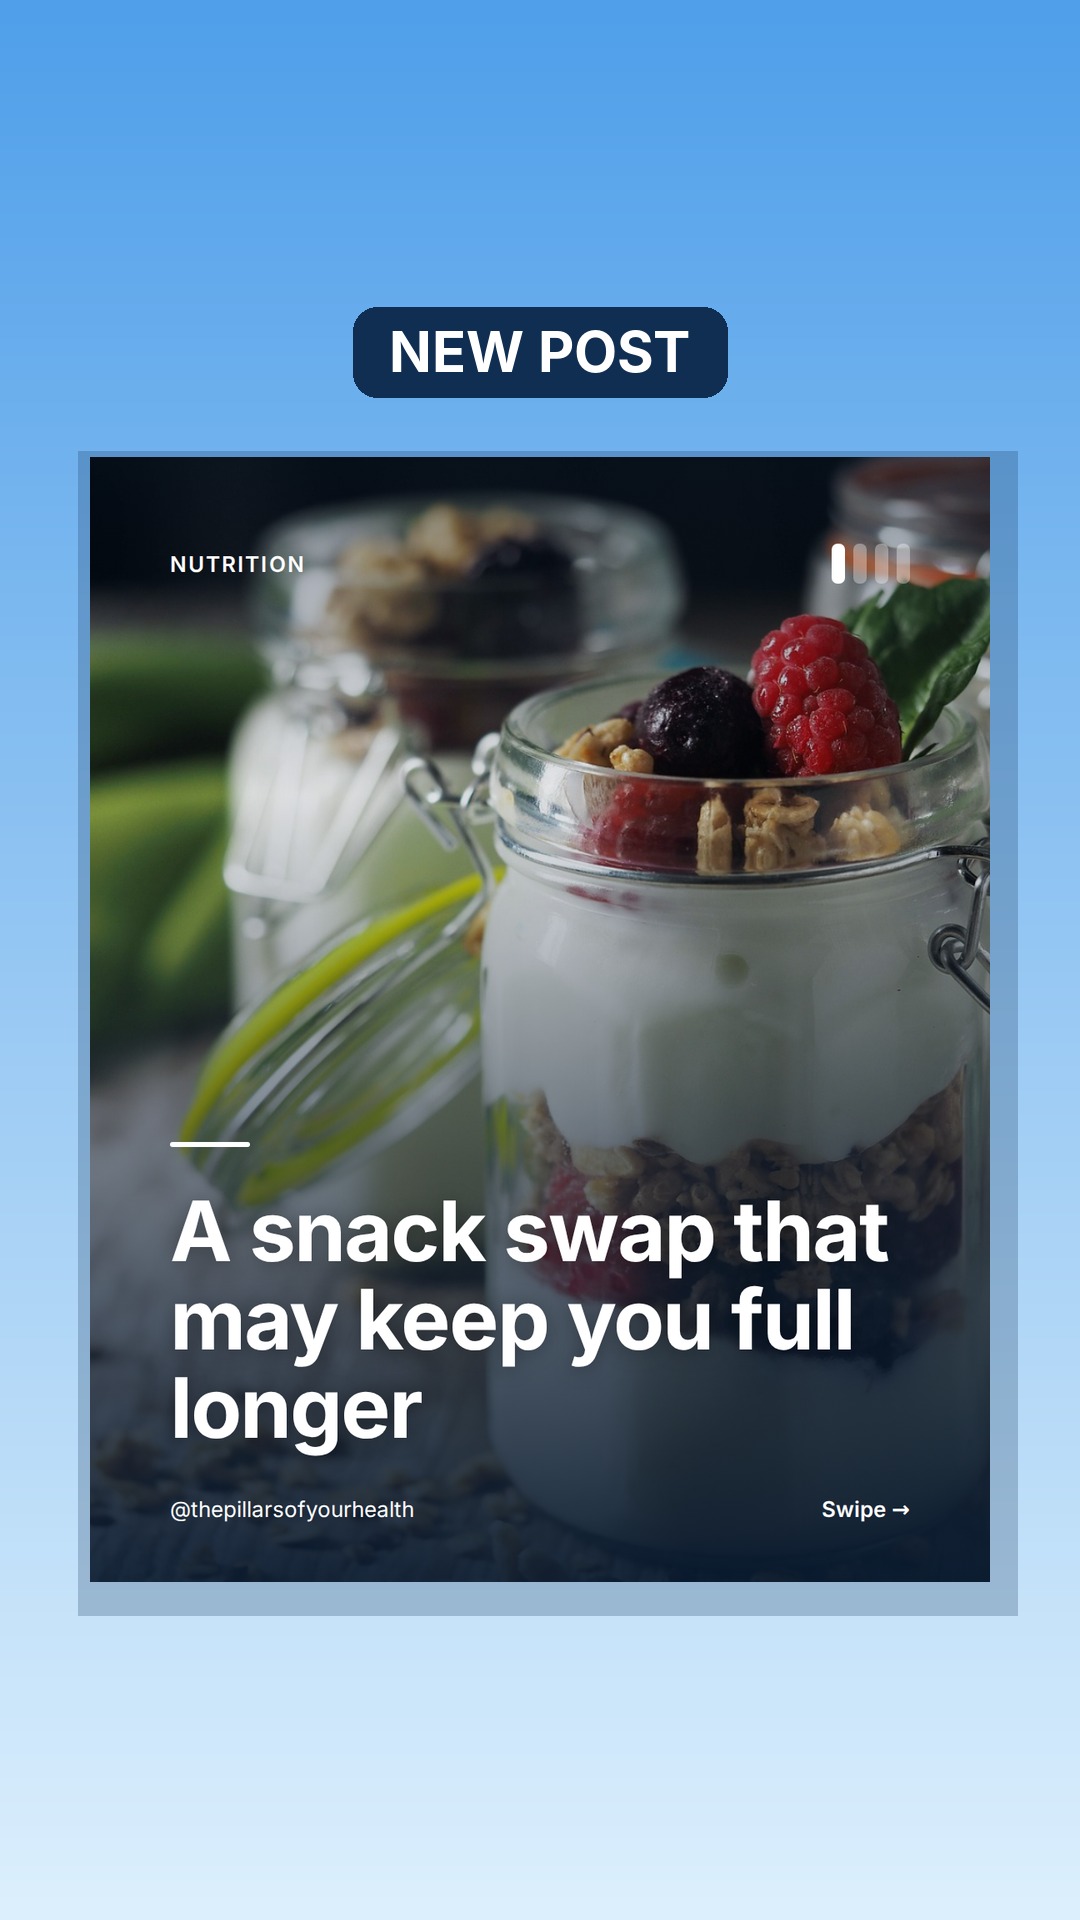 NEW POST
NUTRITION
A snack swap that
may keep you full
longer
@thepillarsofyourhealth
Swipe →